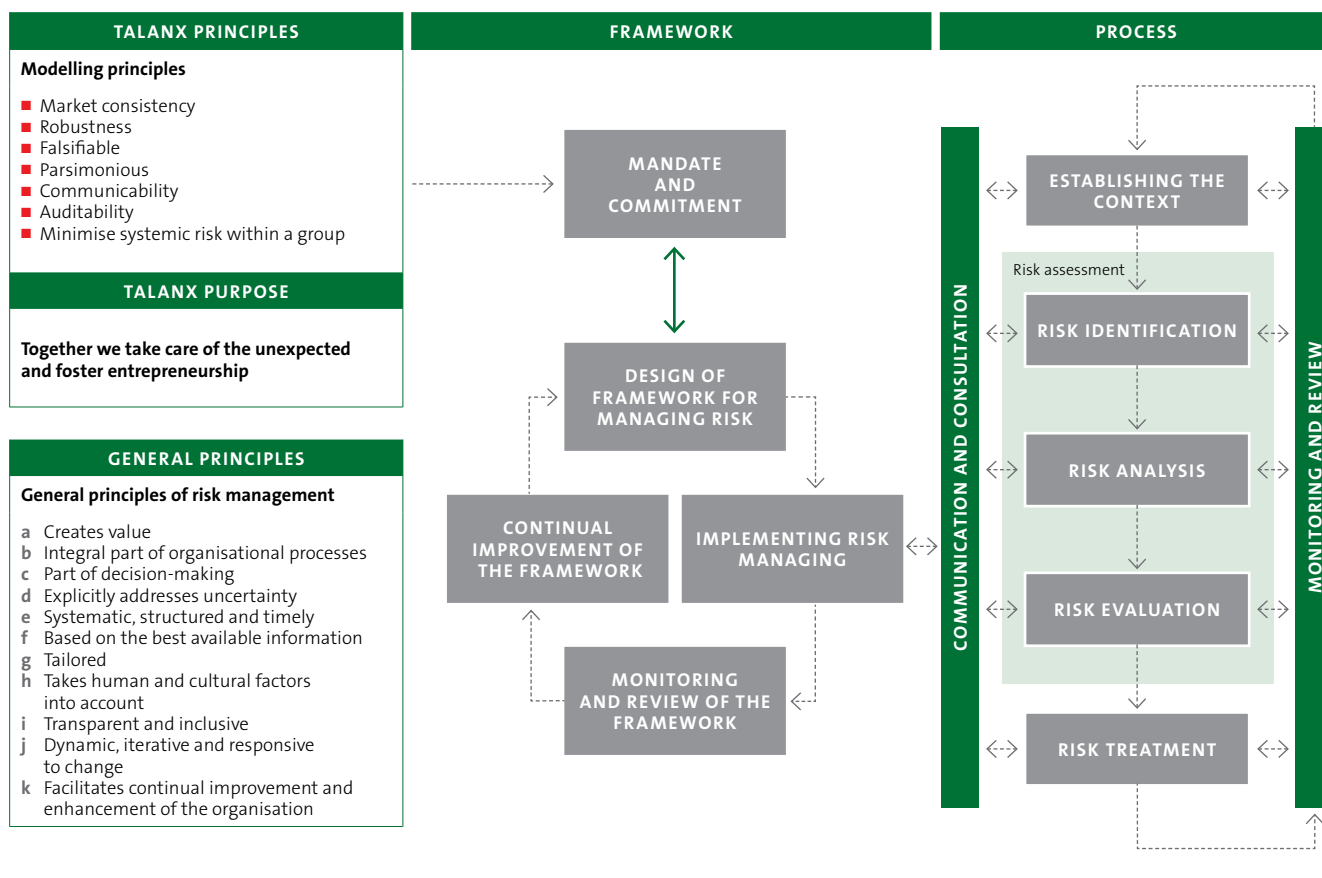 TALANX PRINCIPLES
Modelling principles
Market consistency
Robustness
Falsifiable
Parsimonious
Communicability
Auditability
Minimise systemic risk within a group
TALANX PURPOSE
Together we take care of the unexpected
and foster entrepreneurship
GENERAL PRINCIPLES
General principles of risk management
a Creates value
b Integral part of organisational processes
c Part of decision-making
d Explicitly addresses uncertainty
e Systematic, structured and timely
f Based on the best available information
g Tailored
h Takes human and cultural factors
into account
i Transparent and inclusive
j Dynamic, iterative and responsive
to change
k Facilitates continual improvement and
enhancement of the organisation
FRAMEWORK
MANDATE
AND
COMMITMENT
DESIGN OF
FRAMEWORK FOR
MANAGING RISK
CONTINUAL
IMPROVEMENT OF
THE FRAMEWORK
IMPLEMENTING RISK
MANAGING
MONITORING
AND REVIEW OF THE
FRAMEWORK
PROCESS
COMMUNICATION AND CONSULTATION
ESTABLISHING THE
CONTEXT
Risk assessment
RISK IDENTIFICATION
RISK ANALYSIS
RISK EVALUATION
RISK TREATMENT
MONITORING AND REVIEW